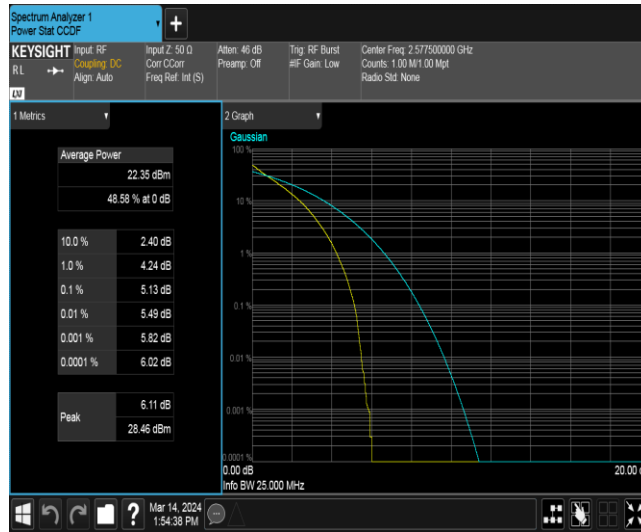 Spectrum Analyzer 1
Power Stat CCDF
KEYSIGHT
RL
LXI
Input: RF
Coupling: DC
Align: Auto
Input Z: 50 Ω
Corr CCorr
Freq Ref: Int (S)
Atten: 46 dB
Preamp: Off
Trig: RF Burst
#IF Gain: Low
Center Freq: 2.577500000 GHz
Counts: 1.00 M/1.00 Mpt
Radio Std: None
1 Metrics
Average Power
22.35 dBm
48.58 % at 0 dB
10.0 % 2.40 dB
1.0 % 4.24 dB
0.1 % 5.13 dB
0.01 % 5.49 dB
0.001 % 5.82 dB
0.0001 % 6.02 dB
Peak 6.11 dB
28.46 dBm
2 Graph
Gaussian
100 %
10 %
1 %
0.1 %
0.01 %
0.001 %
0.0001 %
0.00 dB 20.00
Info BW 25.000 MHz
Mar 14, 2024
1:54:38 PM